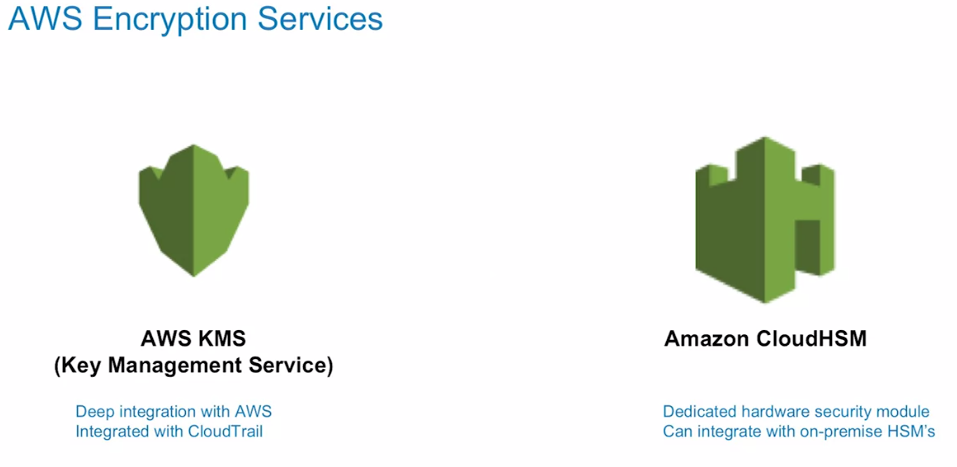 AWS Encryption Services
AWS KMS
(Key Management Service)
Deep integration with AWS
Integrated with CloudTrail
Amazon CloudHSM
Dedicated hardware security module
Can integrate with on-premise HSM's